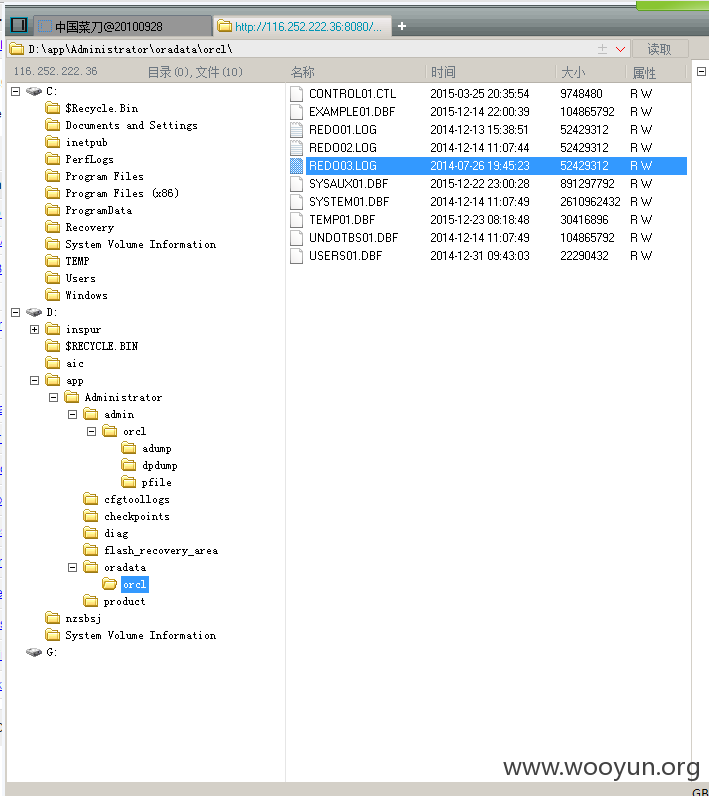 中国菜刀@20100928
http://116.252.222.36:8080/...
D:\app\Administrator\oradata\orcl\
读取
116.252.222.36
目录(0),文件(10)
名称 时间 大小 属性
C:
$Recycle.Bin
Documents and Settings
inetpub
PerfLogs
Program Files
Program Files (x86)
ProgramData
Recovery
System Volume Information
TEMP
Users
Windows
D:
inspur
$RECYCLE.BIN
aic
app
Administrator
admin
orcl
adump
dpdump
pfile
cfgtoollogs
checkpoints
diag
flash_recovery_area
oradata
orcl
product
nzsbsj
System Volume Information
G:
CONTROL01.CTL 2015-03-25 20:35:54 9748480 R W
EXAMPLE01.DBF 2015-12-14 22:00:39 104865792 R W
REDO01.LOG 2014-12-13 15:38:51 52429312 R W
REDO02.LOG 2014-12-14 11:07:44 52429312 R W
REDO03.LOG 2014-07-26 19:45:23 52429312 R W
SYSAUX01.DBF 2015-12-22 23:00:28 891297792 R W
SYSTEM01.DBF 2014-12-14 11:07:49 2610962432 R W
TEMP01.DBF 2015-12-23 08:18:48 30416896 R W
UNDOTBS01.DBF 2014-12-14 11:07:49 104865792 R W
USERS01.DBF 2014-12-31 09:43:03 22290432 R W
www.wooyun.org
GB